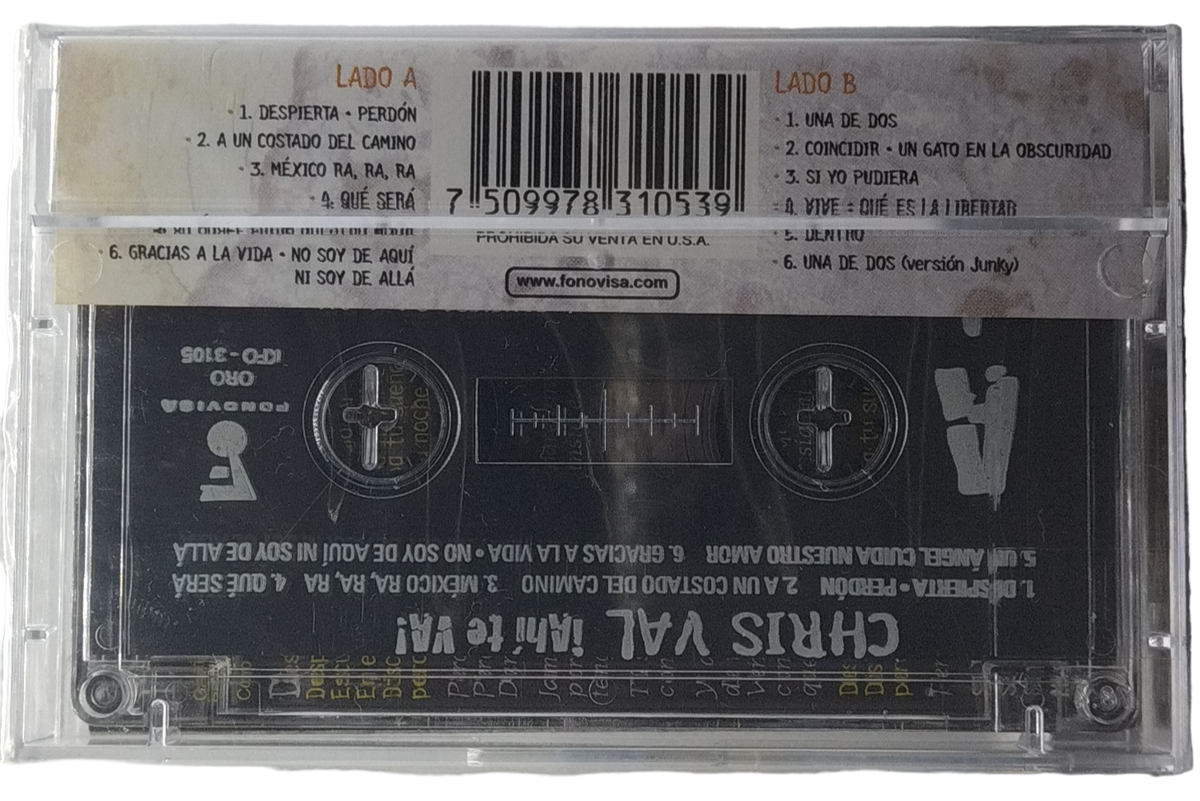 LADO A
- 1. DESPIERTA • PERDÓN
- 2. A UN COSTADO DEL CAMINO
- 3. MÉXICO RA, RA, RA
- 4. QUÉ SERÁ
- 6. GRACIAS A LA VIDA • NO SOY DE AQUÍ
NI SOY DE ALLÁ
7 509978 310539
PROHIBIDA SU VENTA EN U.S.A.
www.fonovisa.com
LADO B
- 1. UNA DE DOS
- 2. COINCIDIR • UN GATO EN LA OBSCURIDAD
- 3. SI YO PUDIERA
- 4. VIVE • QUÉ ES LA LIBERTAD
- 5. DENTRO
- 6. UNA DE DOS (versión Junky)
CHRIS VAL ¡Ahí te VA!
1. DESPIERTA • PERDÓN 2. A UN COSTADO DEL CAMINO 3. MÉXICO RA, RA, RA 4. QUÉ SERÁ
5. UN ÁNGEL CUIDA NUESTRO AMOR 6. GRACIAS A LA VIDA • NO SOY DE AQUÍ NI SOY DE ALLÁ
A
FONOVISA
ORO
KFO - 3105